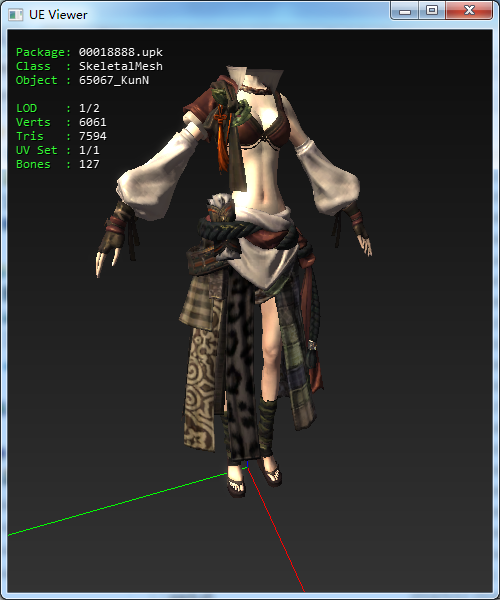 UE Viewer
Package: 00018888.upk
Class : SkeletalMesh
Object : 65067_KunN
LOD : 1/2
Verts : 6061
Tris : 7594
UV Set : 1/1
Bones : 127